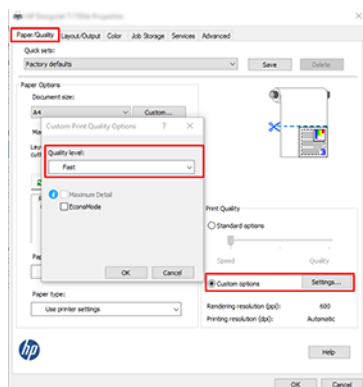 Paper/Quality Layout/Output Color Job Storage Services Advanced
Quick sets:
Factory defaults
Save
Delete
Paper Options
Document size:
A4
Custom...
Custom Print Quality Options ? ×
Quality level:
Fast
Maximum Detail
EconoMode
OK
Cancel
Print Quality
Standard options
Speed
Quality
Custom options
Settings...
Paper type:
Use printer settings
Rendering resolution (ppi): 600
Printing resolution (dpi): Automatic
hp
Help
OK
Cancel